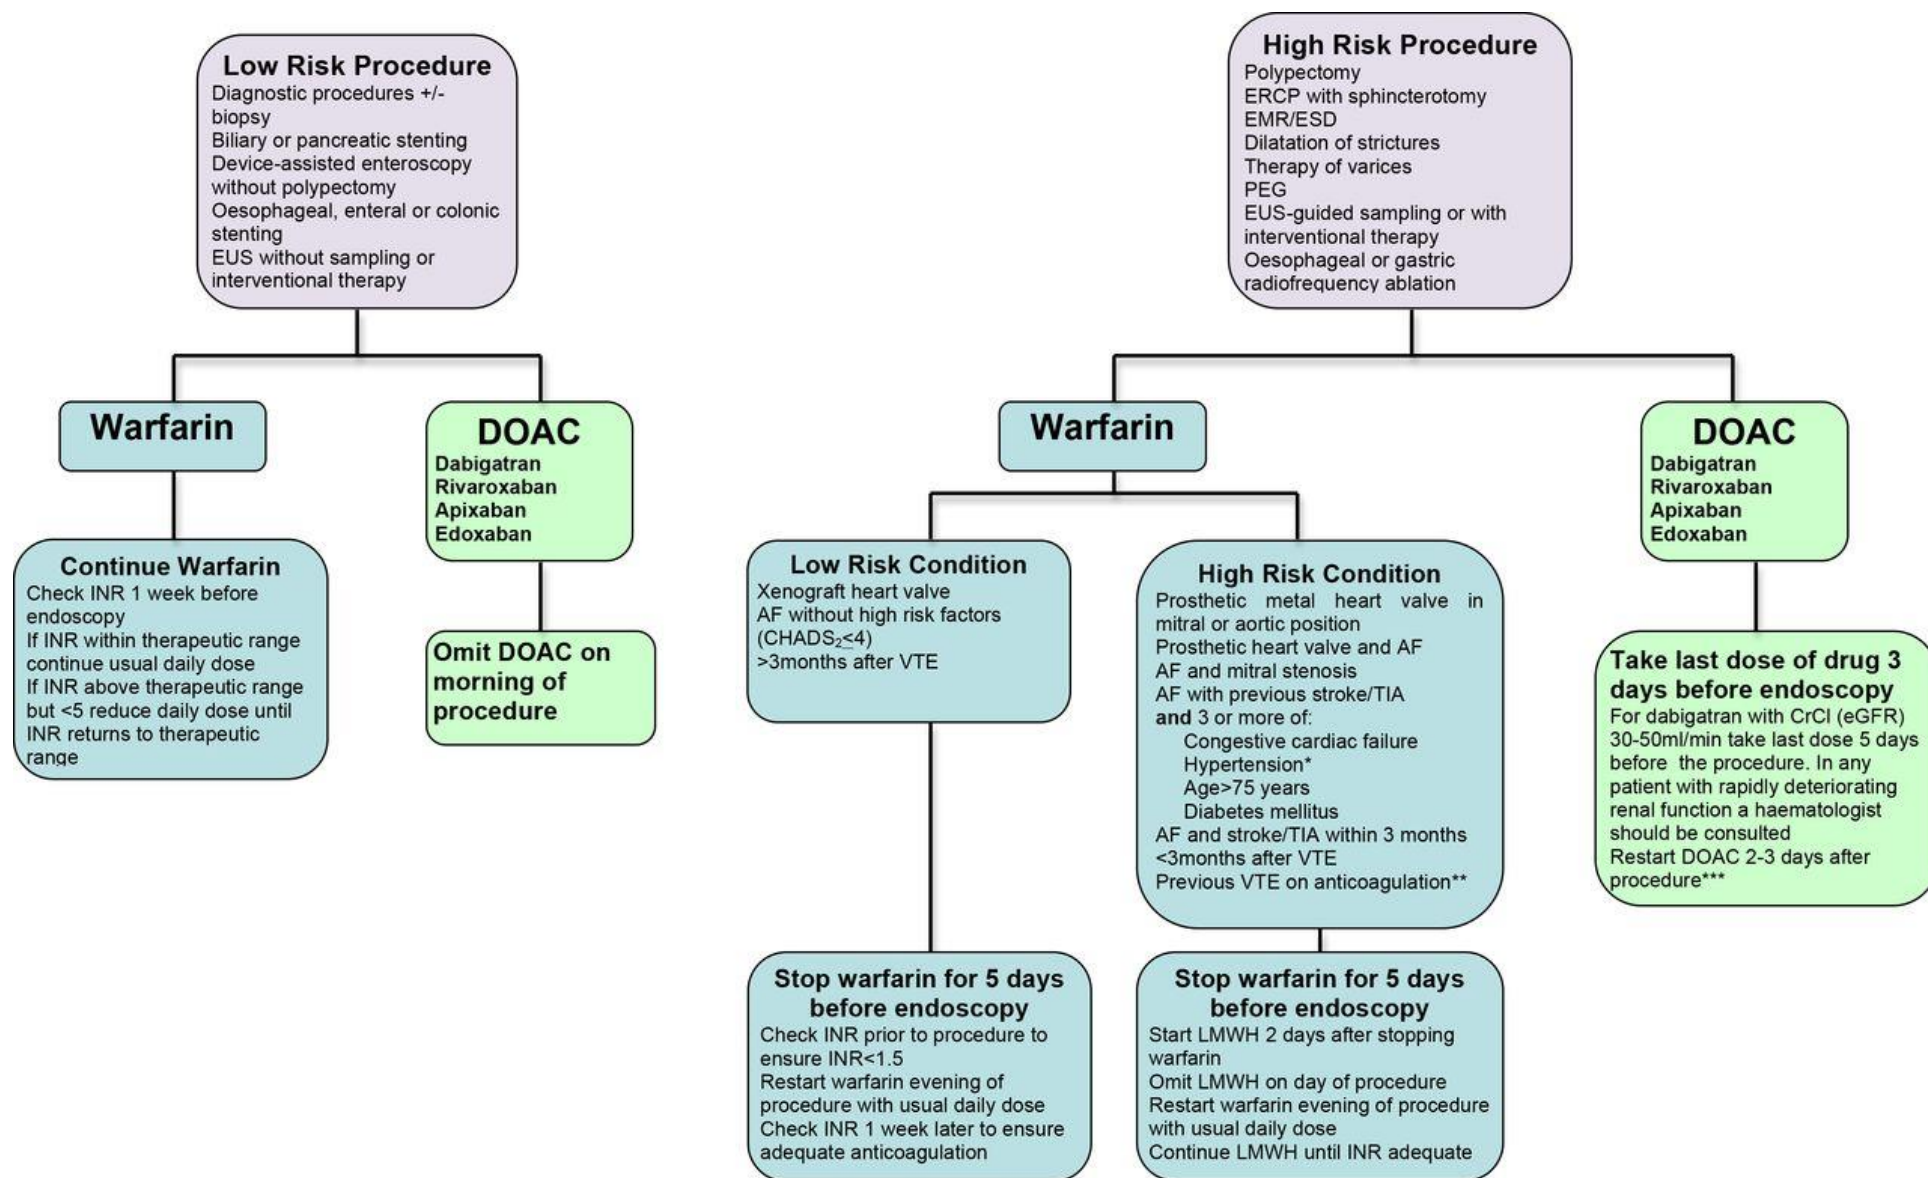 Low Risk Procedure
Diagnostic procedures +/-
biopsy
Biliary or pancreatic stenting
Device-assisted enteroscopy
without polypectomy
Oesophageal, enteral or colonic
stenting
EUS without sampling or
interventional therapy
High Risk Procedure
Polypectomy
ERCP with sphincterotomy
EMR/ESD
Dilatation of strictures
Therapy of varices
PEG
EUS-guided sampling or with
interventional therapy
Oesophageal or gastric
radiofrequency ablation
Warfarin
DOAC
Dabigatran
Rivaroxaban
Apixaban
Edoxaban
Warfarin
DOAC
Dabigatran
Rivaroxaban
Apixaban
Edoxaban
Continue Warfarin
Check INR 1 week before
endoscopy
If INR within therapeutic range
continue usual daily dose
If INR above therapeutic range
but <5 reduce daily dose until
INR returns to therapeutic
range
Omit DOAC on
morning of
procedure
Low Risk Condition
Xenograft heart valve
AF without high risk factors
(CHADS₂≤4)
>3months after VTE
High Risk Condition
Prosthetic metal heart valve in
mitral or aortic position
Prosthetic heart valve and AF
AF and mitral stenosis
AF with previous stroke/TIA
and 3 or more of:
Congestive cardiac failure
Hypertension*
Age>75 years
Diabetes mellitus
AF and stroke/TIA within 3 months
<3months after VTE
Previous VTE on anticoagulation**
Take last dose of drug 3
days before endoscopy
For dabigatran with CrCl (eGFR)
30-50ml/min take last dose 5 days
before the procedure. In any
patient with rapidly deteriorating
renal function a haematologist
should be consulted
Restart DOAC 2-3 days after
procedure***
Stop warfarin for 5 days
before endoscopy
Check INR prior to procedure to
ensure INR<1.5
Restart warfarin evening of
procedure with usual daily dose
Check INR 1 week later to ensure
adequate anticoagulation
Stop warfarin for 5 days
before endoscopy
Start LMWH 2 days after stopping
warfarin
Omit LMWH on day of procedure
Restart warfarin evening of procedure
with usual daily dose
Continue LMWH until INR adequate